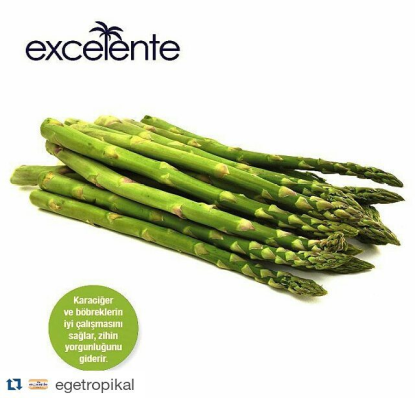 excelente
Karaciğer
ve böbreklerin
iyi çalışmasını
sağlar, zihin
yorgunluğunu
giderir.
egetropikal